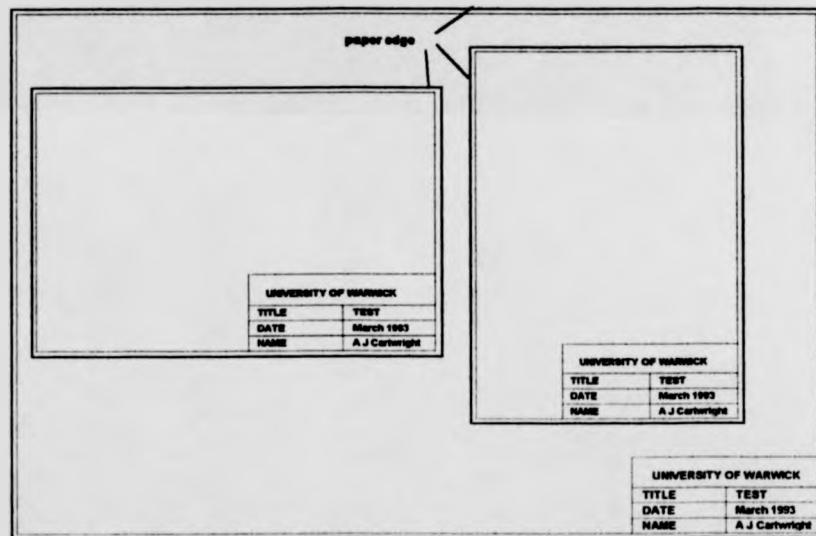 paper edge
UNIVERSITY OF WARWICK
TITLE TEST
DATE March 1993
NAME A J Cartwright
UNIVERSITY OF WARWICK
TITLE TEST
DATE March 1993
NAME A J Cartwright
UNIVERSITY OF WARWICK
TITLE TEST
DATE March 1993
NAME A J Cartwright